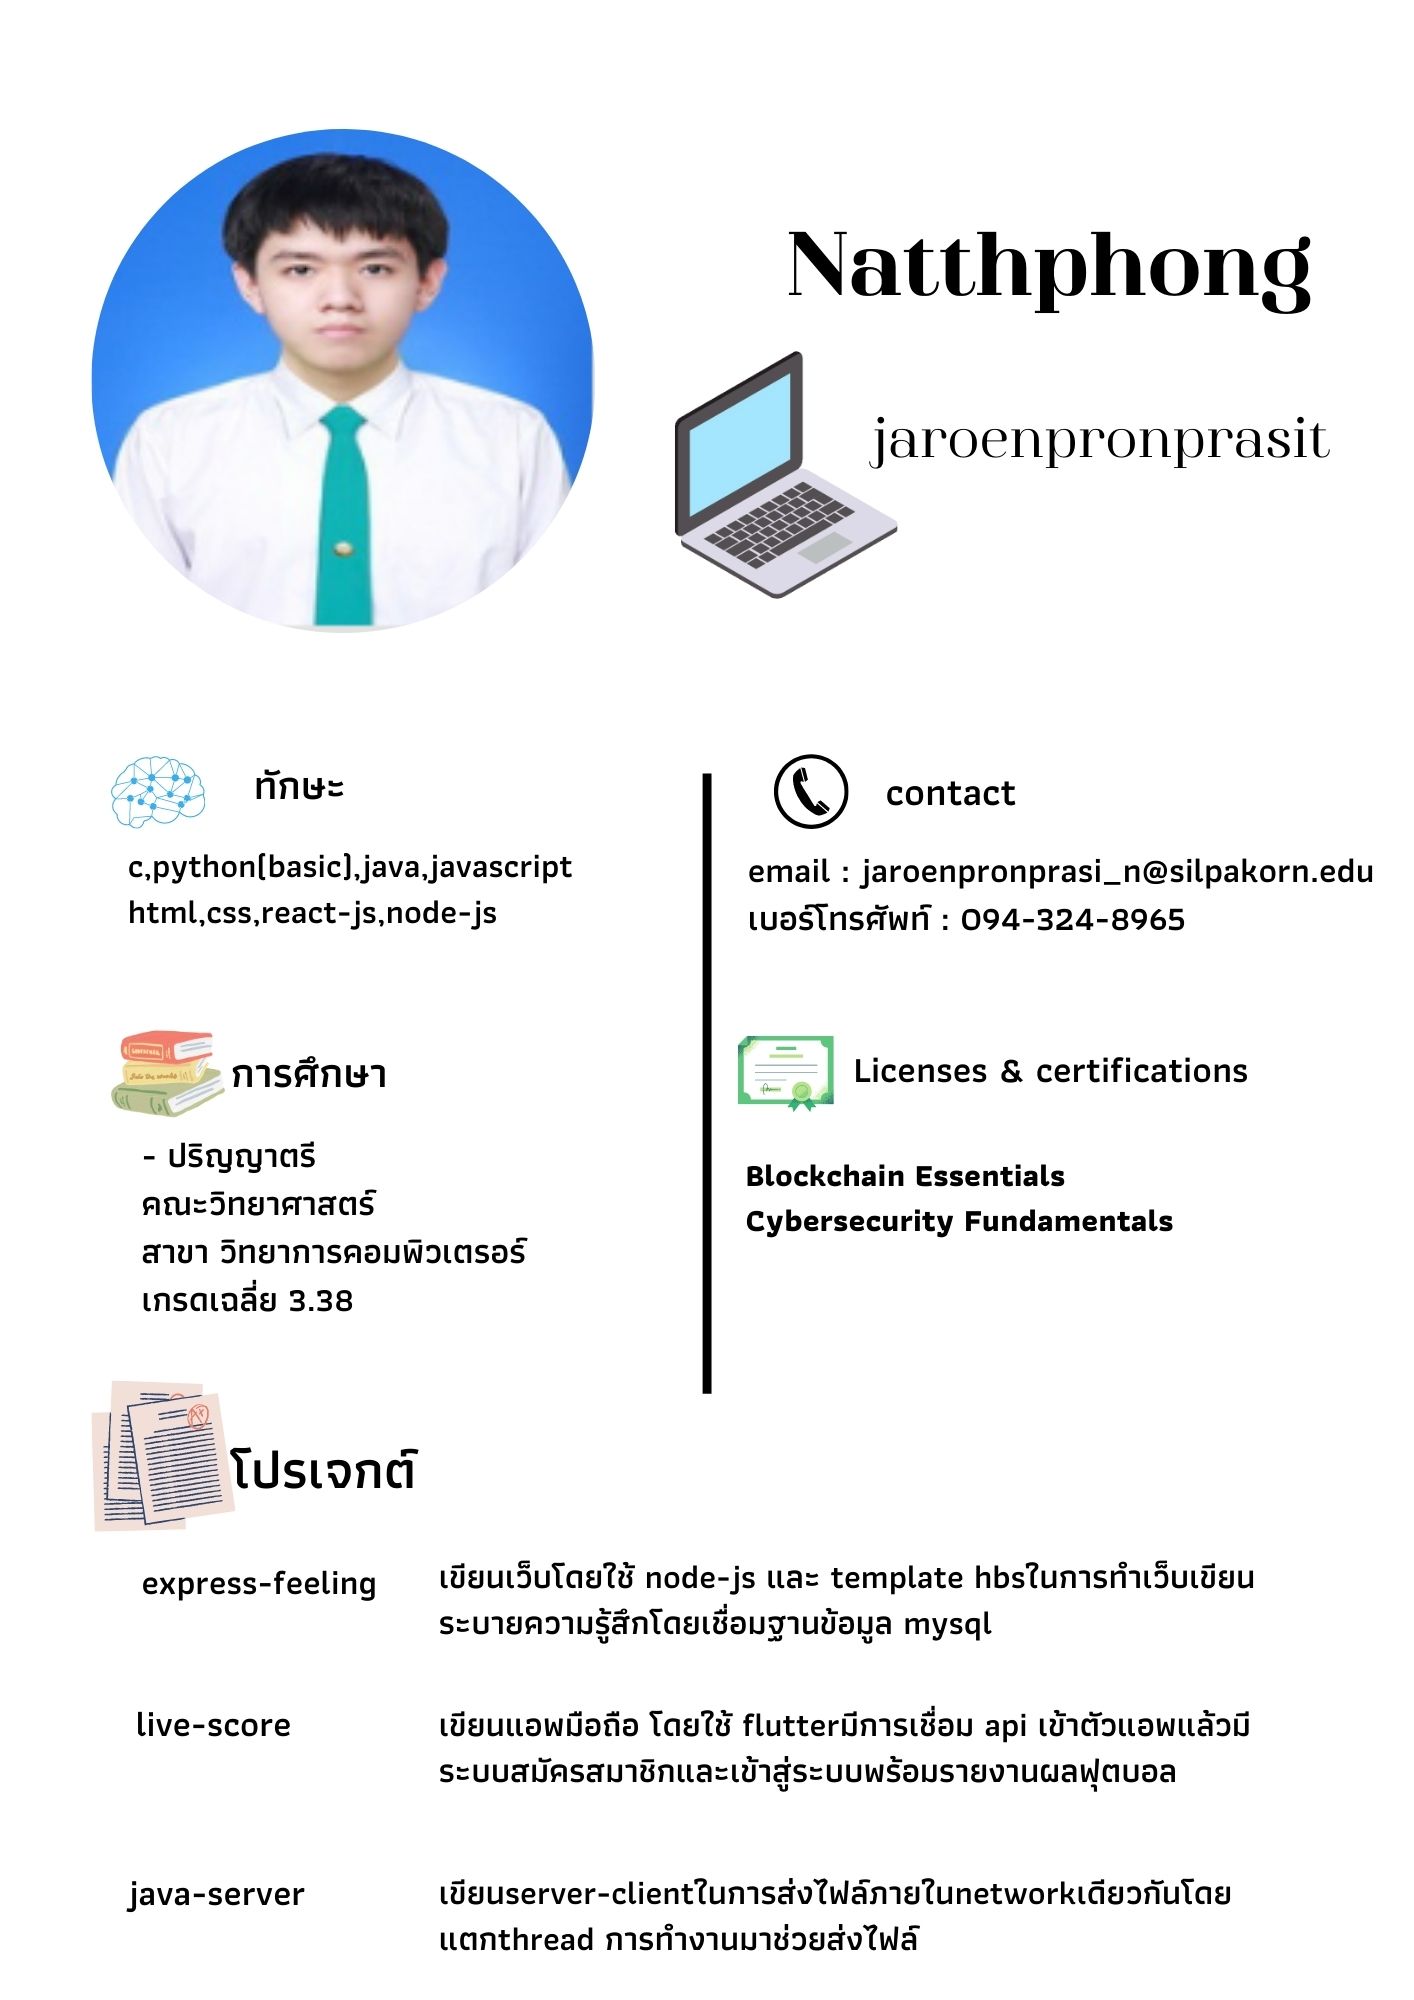 Natthphong
jaroenpronprasit
ทักษะ
c,python(basic),java,javascript
html,css,react-js,node-js
contact
email : jaroenpronprasi_n@silpakorn.edu
เบอร์โทรศัพท์ : 094-324-8965
การศึกษา
- ปริญญาตรี
คณะวิทยาศาสตร์
สาขา วิทยาการคอมพิวเตรอร์
เกรดเฉลี่ย 3.38
Licenses & certifications
Blockchain Essentials
Cybersecurity Fundamentals
โปรเจกต์
express-feeling
เขียนเว็บโดยใช้ node-js และ template hbsในการทำเว็บเขียน
ระบายความรู้สึกโดยเชื่อมฐานข้อมูล mysql
live-score
เขียนแอพมือถือ โดยใช้ flutterมีการเชื่อม api เข้าตัวแอพแล้วมี
ระบบสมัครสมาชิกและเข้าสู่ระบบพร้อมรายงานผลฟุตบอล
java-server
เขียนserver-clientในการส่งไฟล์ภายในnetworkเดียวกันโดย
แตกthread การทำงานมาช่วยส่งไฟล์